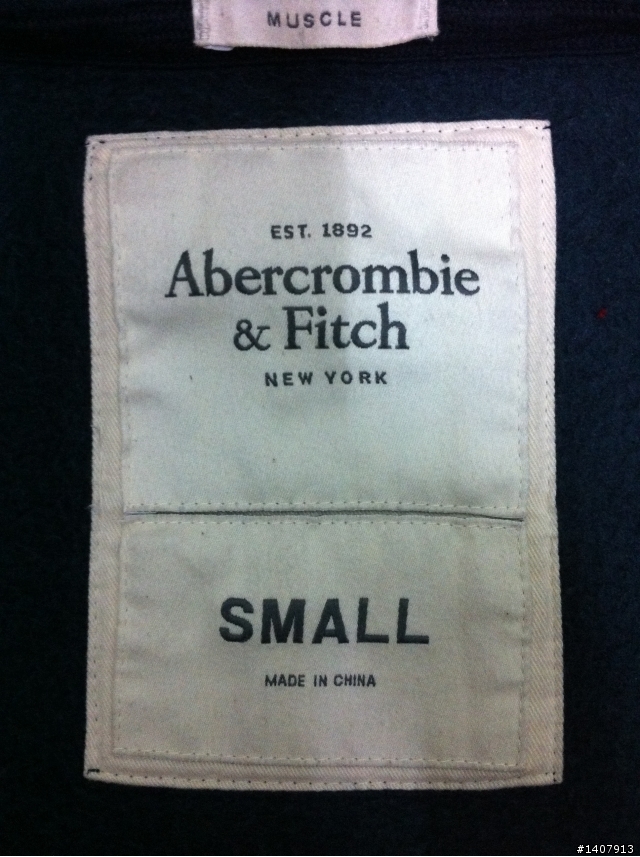 MUSCLE
EST. 1892
Abercrombie
& Fitch
NEW YORK
SMALL
MADE IN CHINA
#1407913